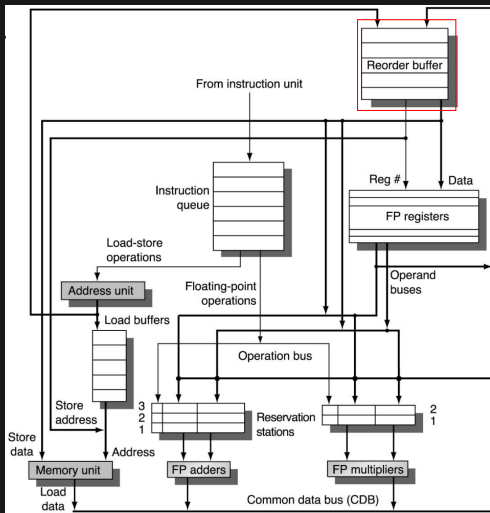 Reorder buffer
From instruction unit
Reg #
Data
Instruction
queue
FP registers
Load-store
operations
Operand
buses
Address unit
Floating-point
operations
Load buffers
Operation bus
3
2
1
Reservation
stations
2
1
Store
address
Store
data
Address
Memory unit
FP adders
FP multipliers
Load
data
Common data bus (CDB)